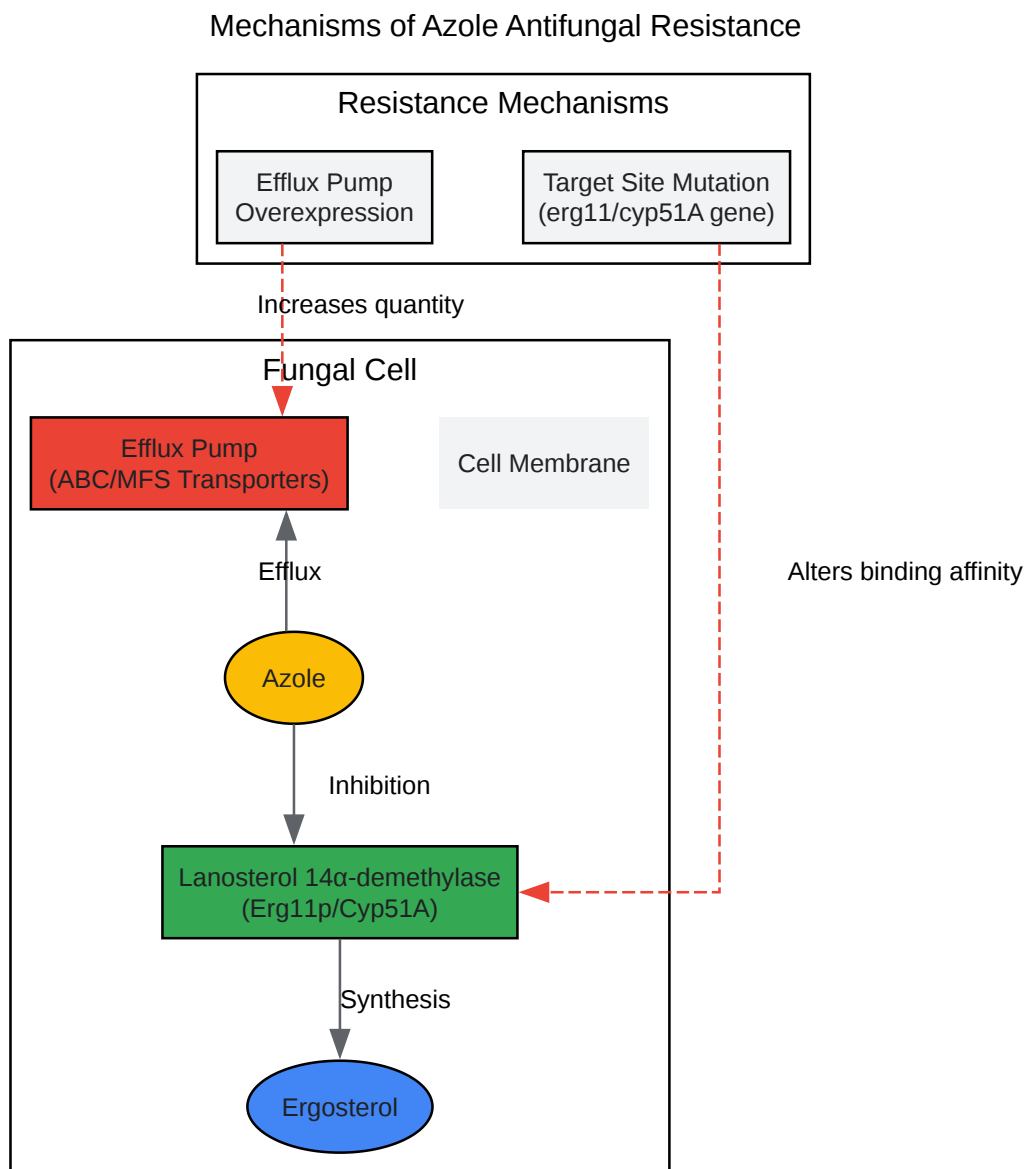 Mechanisms of Azole Antifungal Resistance
Resistance Mechanisms
Efflux Pump
Overexpression
Target Site Mutation
(erg11/cyp51A gene)
Increases quantity
Fungal Cell
Efflux Pump
(ABC/MFS Transporters)
Cell Membrane
Efflux
Alters binding affinity
Azole
Inhibition
Lanosterol 14α-demethylase
(Erg11p/Cyp51A)
Synthesis
Ergosterol